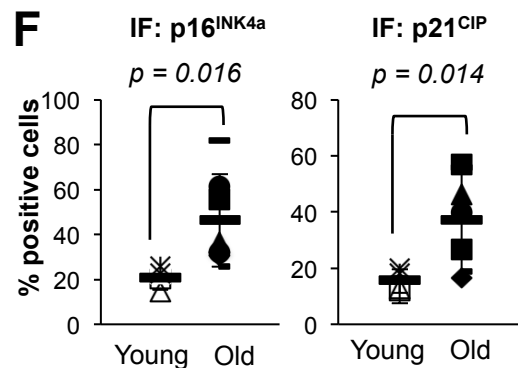 F
IF: p16INK4a IF: p21CIP
p = 0.016 p = 0.014
% positive cells
100
80
60
40
20
0
80
60
40
20
0
Young Old Young Old